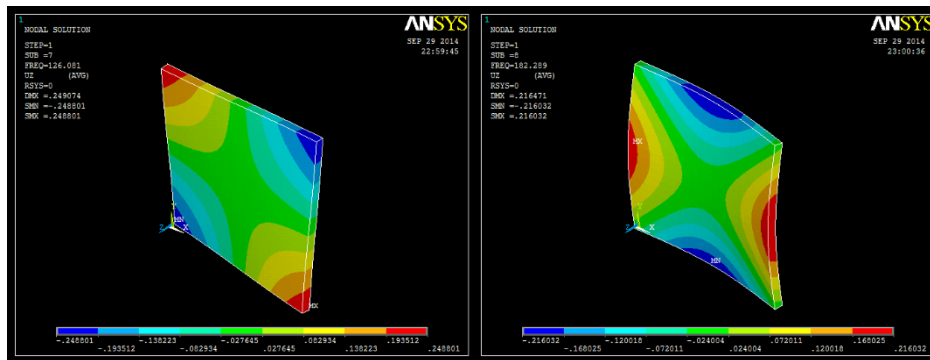 1
ANSYS
NODAL SOLUTION
SEP 29 2014
22:59:45
STEP=1
SUB =7
FREQ=126.081
UZ (AVG)
RSYS=0
DMX =.249074
SMN =-.248801
SMX =.248801
MN
Z
X
MX
-.248801
-.193512
-.138223
-.082934
-.027645
.027645
.082934
.138223
.193512
.248801
1
ANSYS
NODAL SOLUTION
SEP 29 2014
23:00:36
STEP=1
SUB =8
FREQ=182.289
UZ (AVG)
RSYS=0
DMX =.216471
SMN =-.216032
SMX =.216032
MX
Z
X
MN
-.216032
-.168025
-.120018
-.072011
-.024004
.024004
.072011
.120018
.168025
.216032